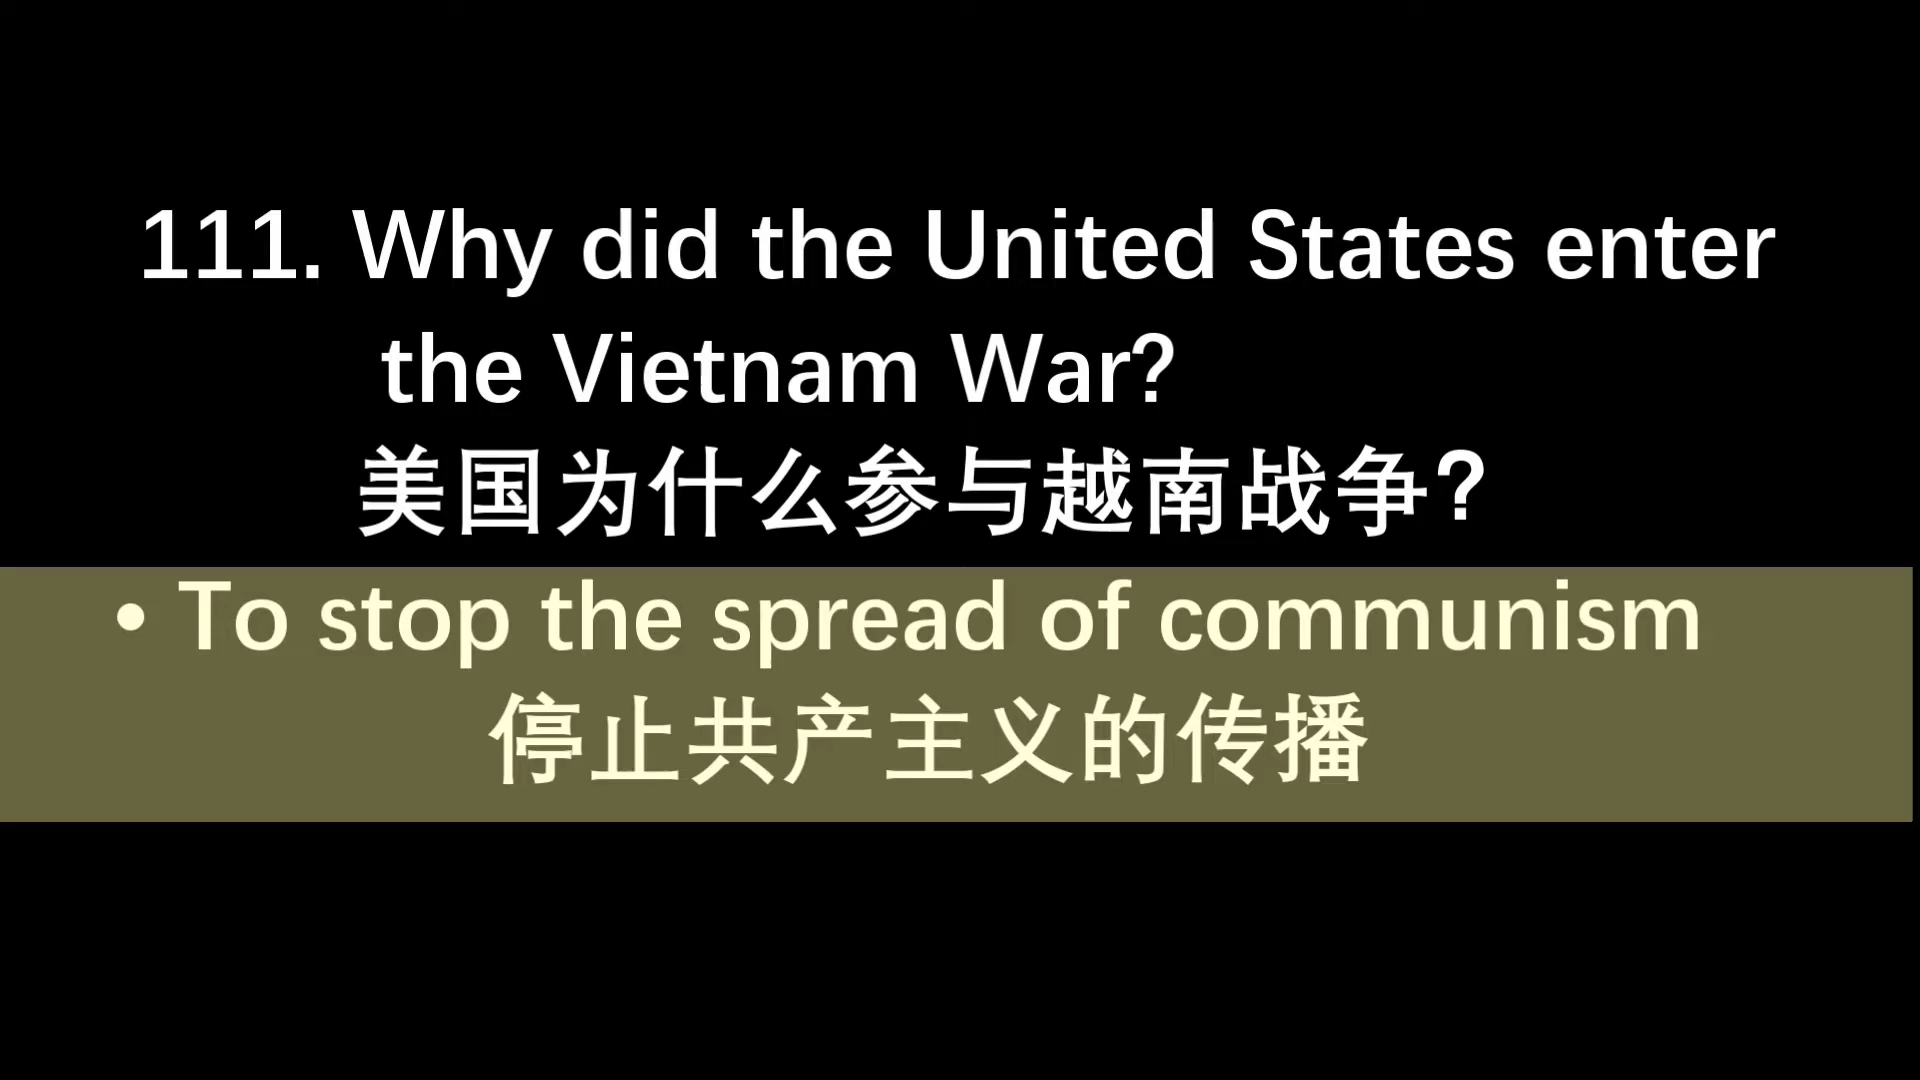 111. Why did the United States enter
the Vietnam War?
美国为什么参与越南战争?
• To stop the spread of communism
停止共产主义的传播